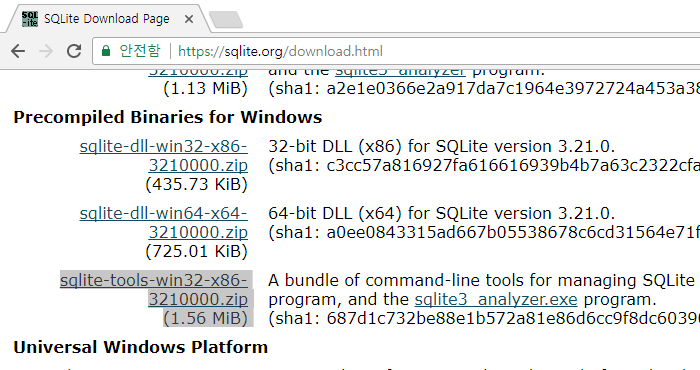 SQLite Download Page
안전함 | https://sqlite.org/download.html
3210000.zip and the sqlite3_analyzer program.
(1.13 MiB) (sha1: a2e1e0366e2a917da7c1964e3972724a453a38
Precompiled Binaries for Windows
sqlite-dll-win32-x86- 32-bit DLL (x86) for SQLite version 3.21.0.
3210000.zip (sha1: c3cc57a816927fa616616939b4b7a63c2322cfa
(435.73 KiB)
sqlite-dll-win64-x64- 64-bit DLL (x64) for SQLite version 3.21.0.
3210000.zip (sha1: a0ee0843315ad667b05538678c6cd31564e71f
(725.01 KiB)
sqlite-tools-win32-x86- A bundle of command-line tools for managing SQLite
3210000.zip program, and the sqlite3_analyzer.exe program.
(1.56 MiB) (sha1: 687d1c732be88e1b572a81e86d6cc9f8dc60390
Universal Windows Platform